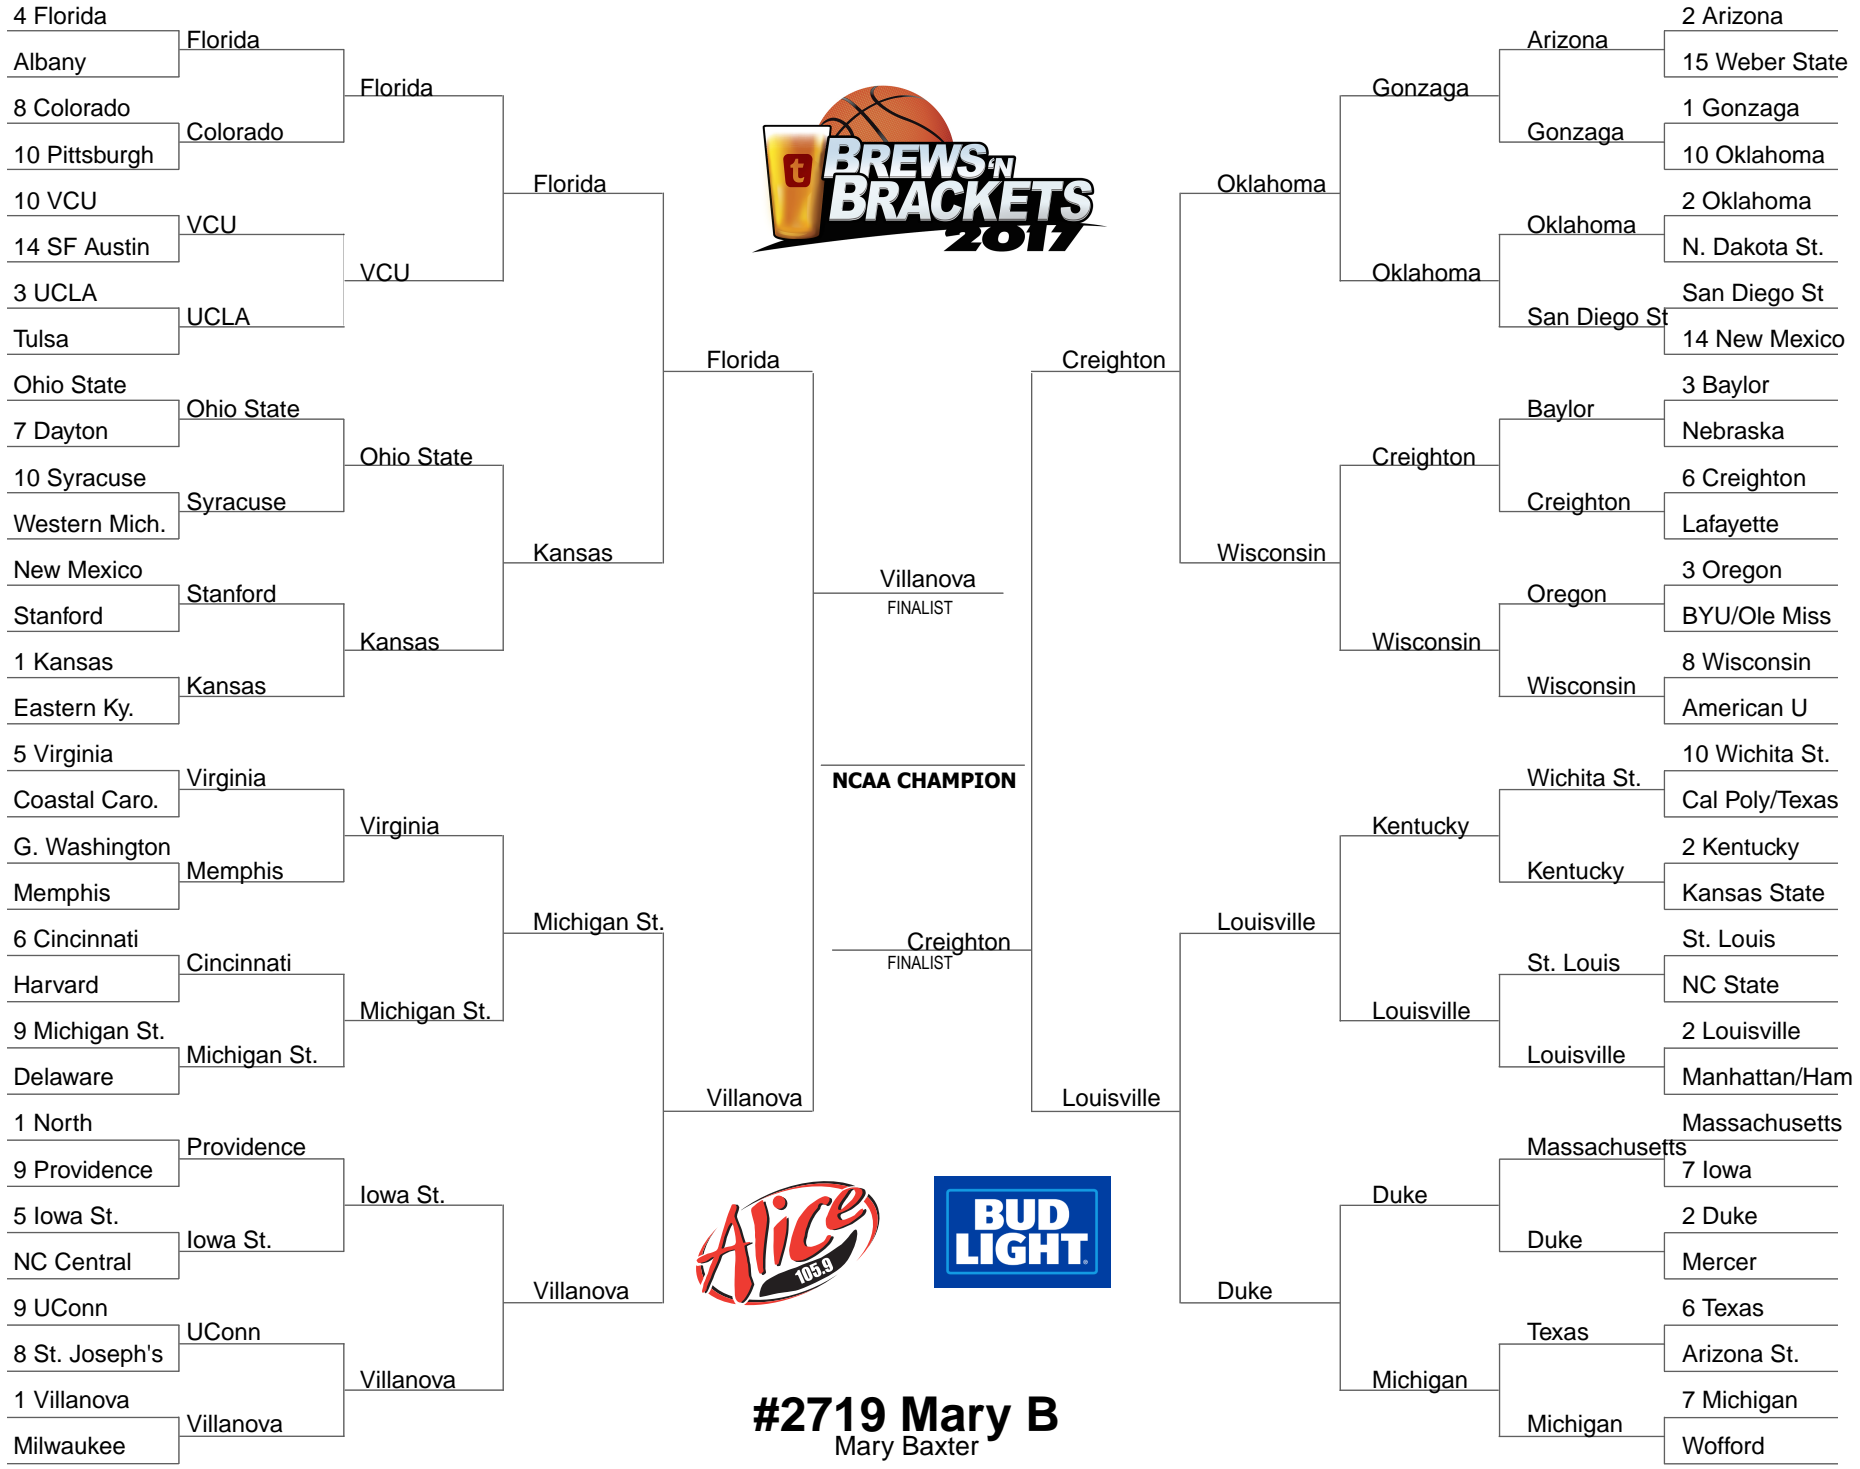 4 Florida
Albany
8 Colorado
10 Pittsburgh
10 VCU
14 SF Austin
3 UCLA
Tulsa
Ohio State
7 Dayton
10 Syracuse
Western Mich.
New Mexico
Stanford
1 Kansas
Eastern Ky.
5 Virginia
Coastal Caro.
G. Washington
Memphis
6 Cincinnati
Harvard
9 Michigan St.
Delaware
1 North
9 Providence
5 Iowa St.
NC Central
9 UConn
8 St. Joseph's
1 Villanova
Milwaukee
Florida
Colorado
VCU
UCLA
Ohio State
Syracuse
Stanford
Kansas
Virginia
Memphis
Cincinnati
Michigan St.
Providence
Iowa St.
UConn
Villanova
Florida
VCU
Ohio State
Kansas
Virginia
Michigan St.
Iowa St.
Villanova
Florida
Kansas
Michigan St.
Villanova
Florida
Villanova
t
BREWS 'N
BRACKETS
2017
Villanova
FINALIST
NCAA CHAMPION
Creighton
FINALIST
Alice
105.9
BUD
LIGHT
#2719 Mary B
Mary Baxter
Creighton
Louisville
Oklahoma
Wisconsin
Louisville
Duke
Gonzaga
Oklahoma
Creighton
Wisconsin
Kentucky
Louisville
Duke
Michigan
Arizona
Gonzaga
Oklahoma
San Diego St
Baylor
Creighton
Oregon
Wisconsin
Wichita St.
Kentucky
St. Louis
Louisville
Massachusetts
Duke
Texas
Michigan
2 Arizona
15 Weber State
1 Gonzaga
10 Oklahoma
2 Oklahoma
N. Dakota St.
San Diego St
14 New Mexico
3 Baylor
Nebraska
6 Creighton
Lafayette
3 Oregon
BYU/Ole Miss
8 Wisconsin
American U
10 Wichita St.
Cal Poly/Texas
2 Kentucky
Kansas State
St. Louis
NC State
2 Louisville
Manhattan/Ham
Massachusetts
7 Iowa
2 Duke
Mercer
6 Texas
Arizona St.
7 Michigan
Wofford